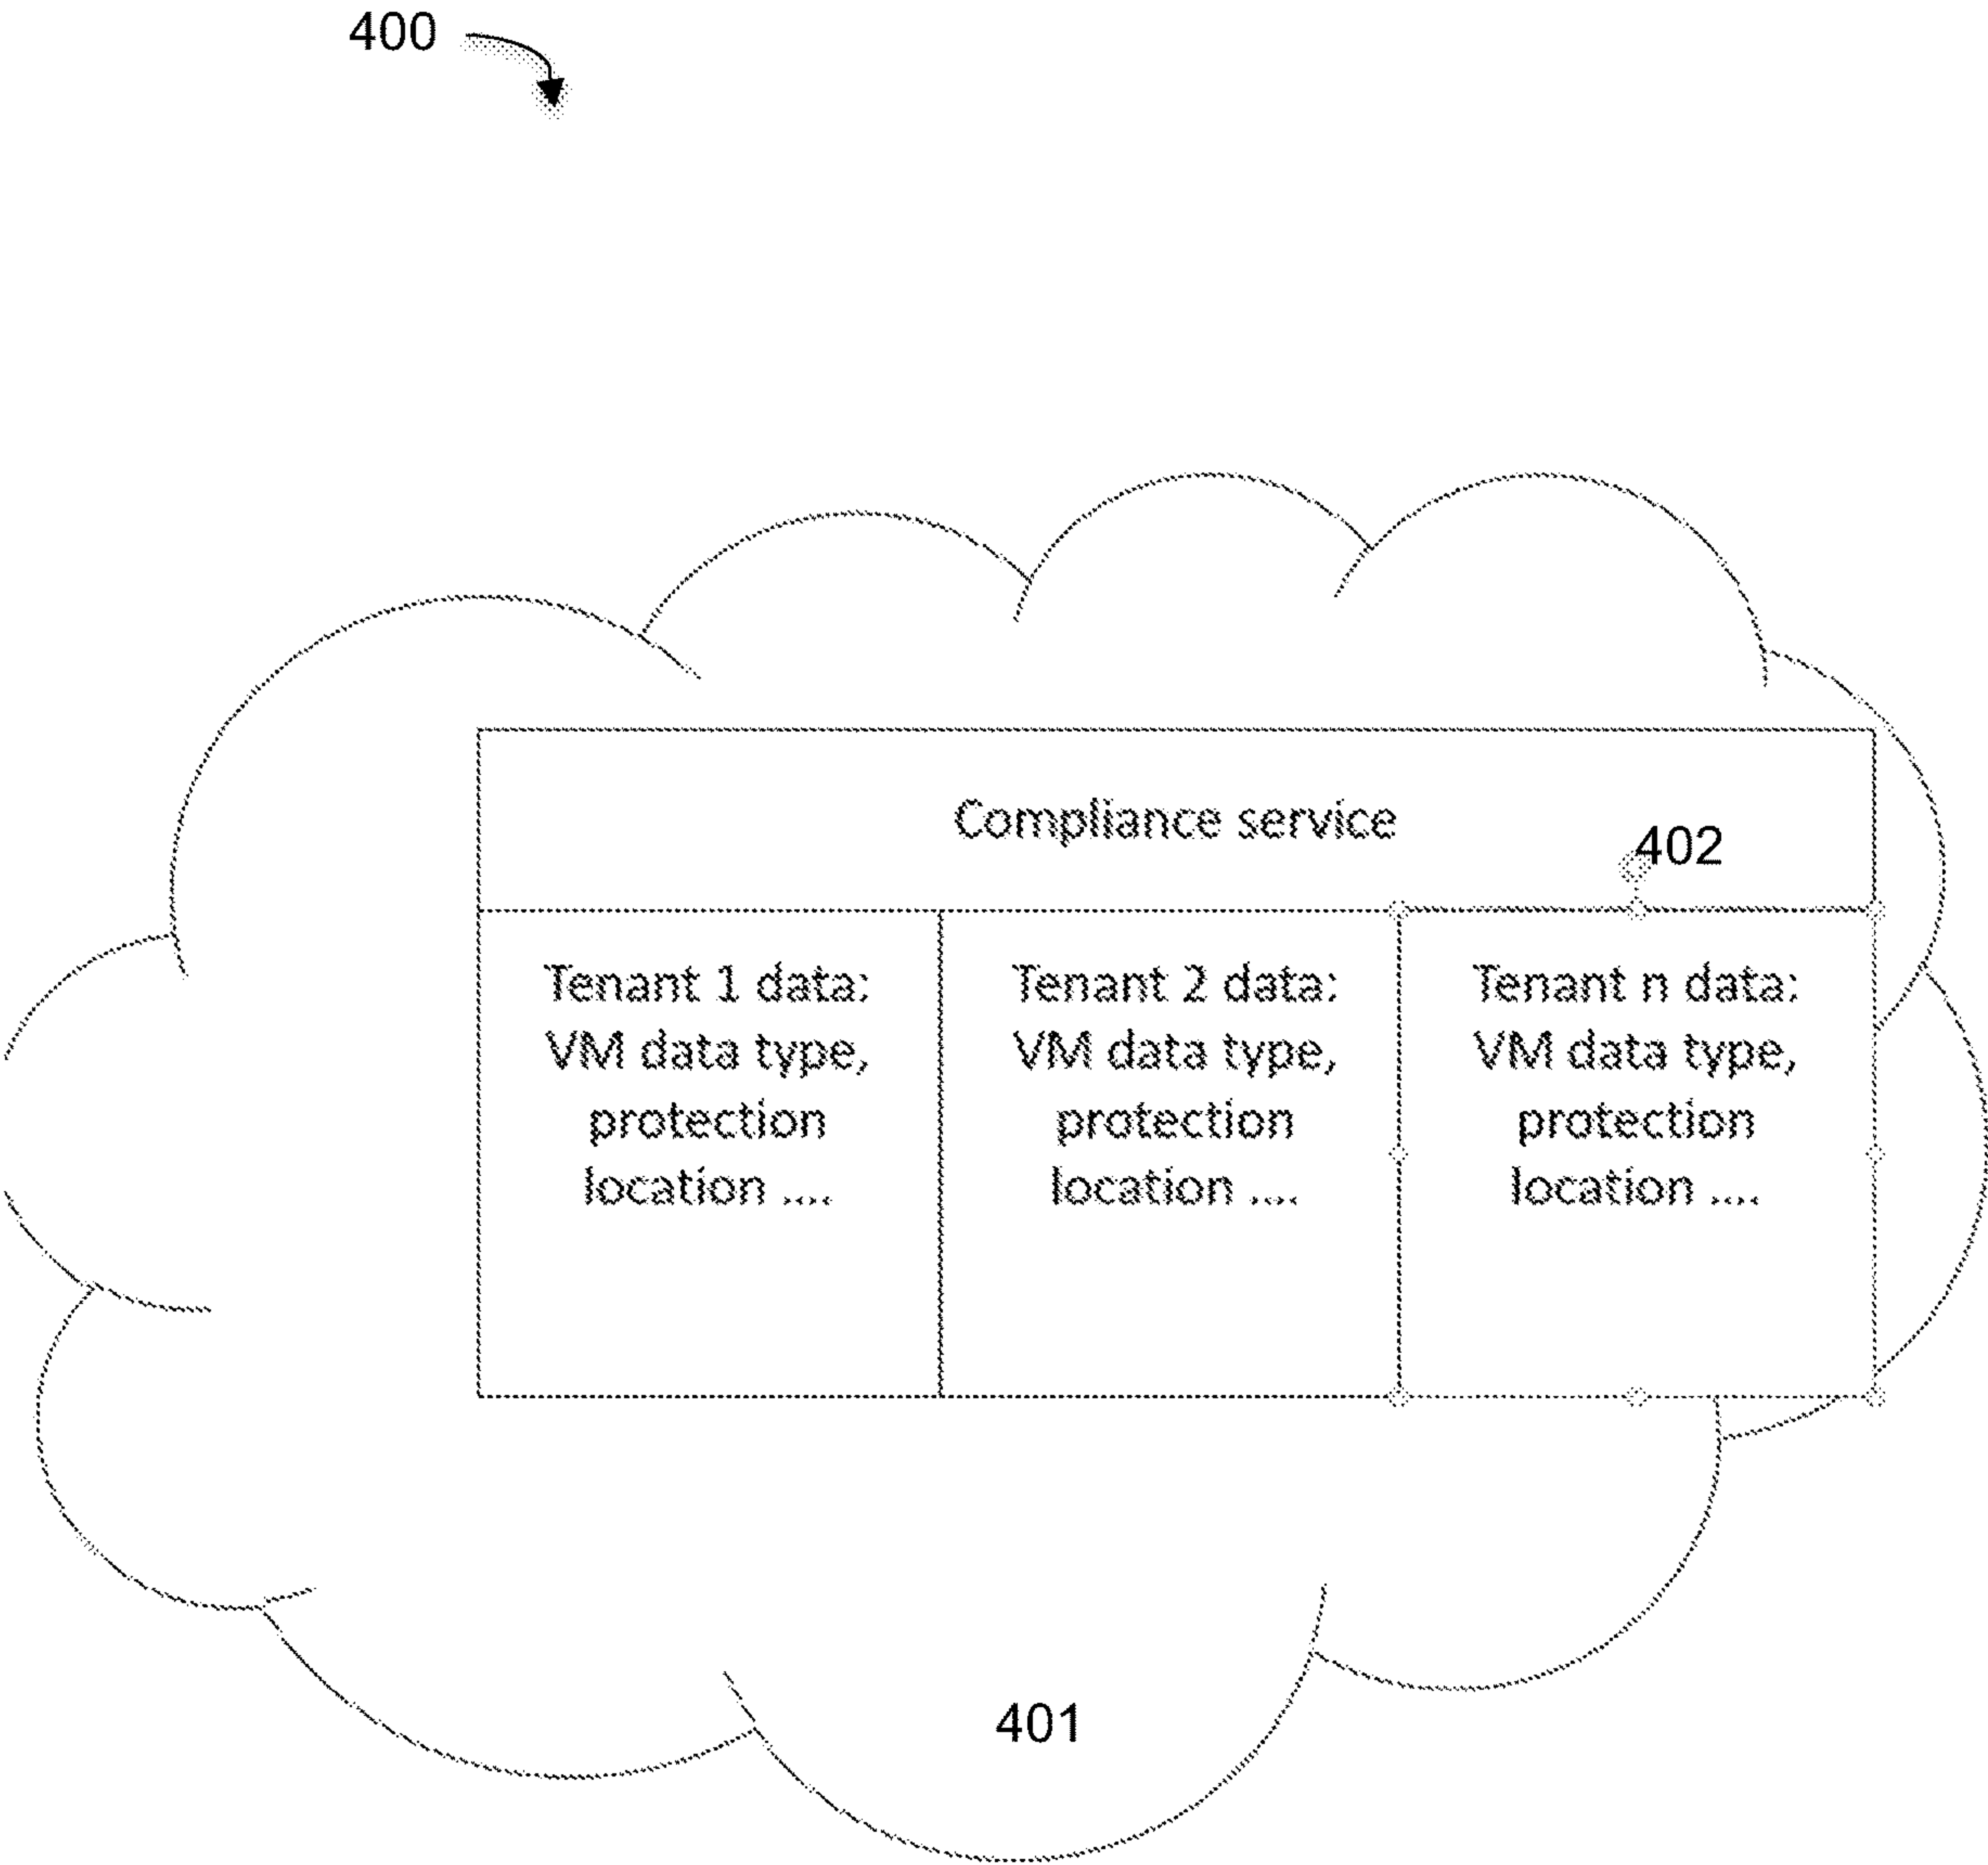 400
Compliance service
402
Tenant 1 data:
VM data type,
protection
location ....
Tenant 2 data:
VM data type,
protection
location ....
Tenant n data:
VM data type,
protection
location ....
401